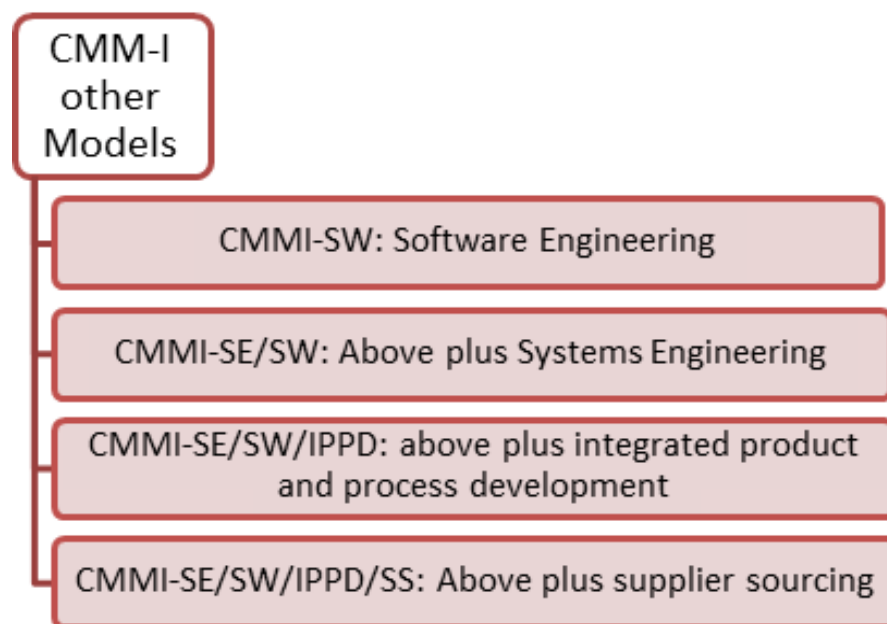 CMM-I
other
Models
CMMI-SW: Software Engineering
CMMI-SE/SW: Above plus Systems Engineering
CMMI-SE/SW/IPPD: above plus integrated product
and process development
CMMI-SE/SW/IPPD/SS: Above plus supplier sourcing